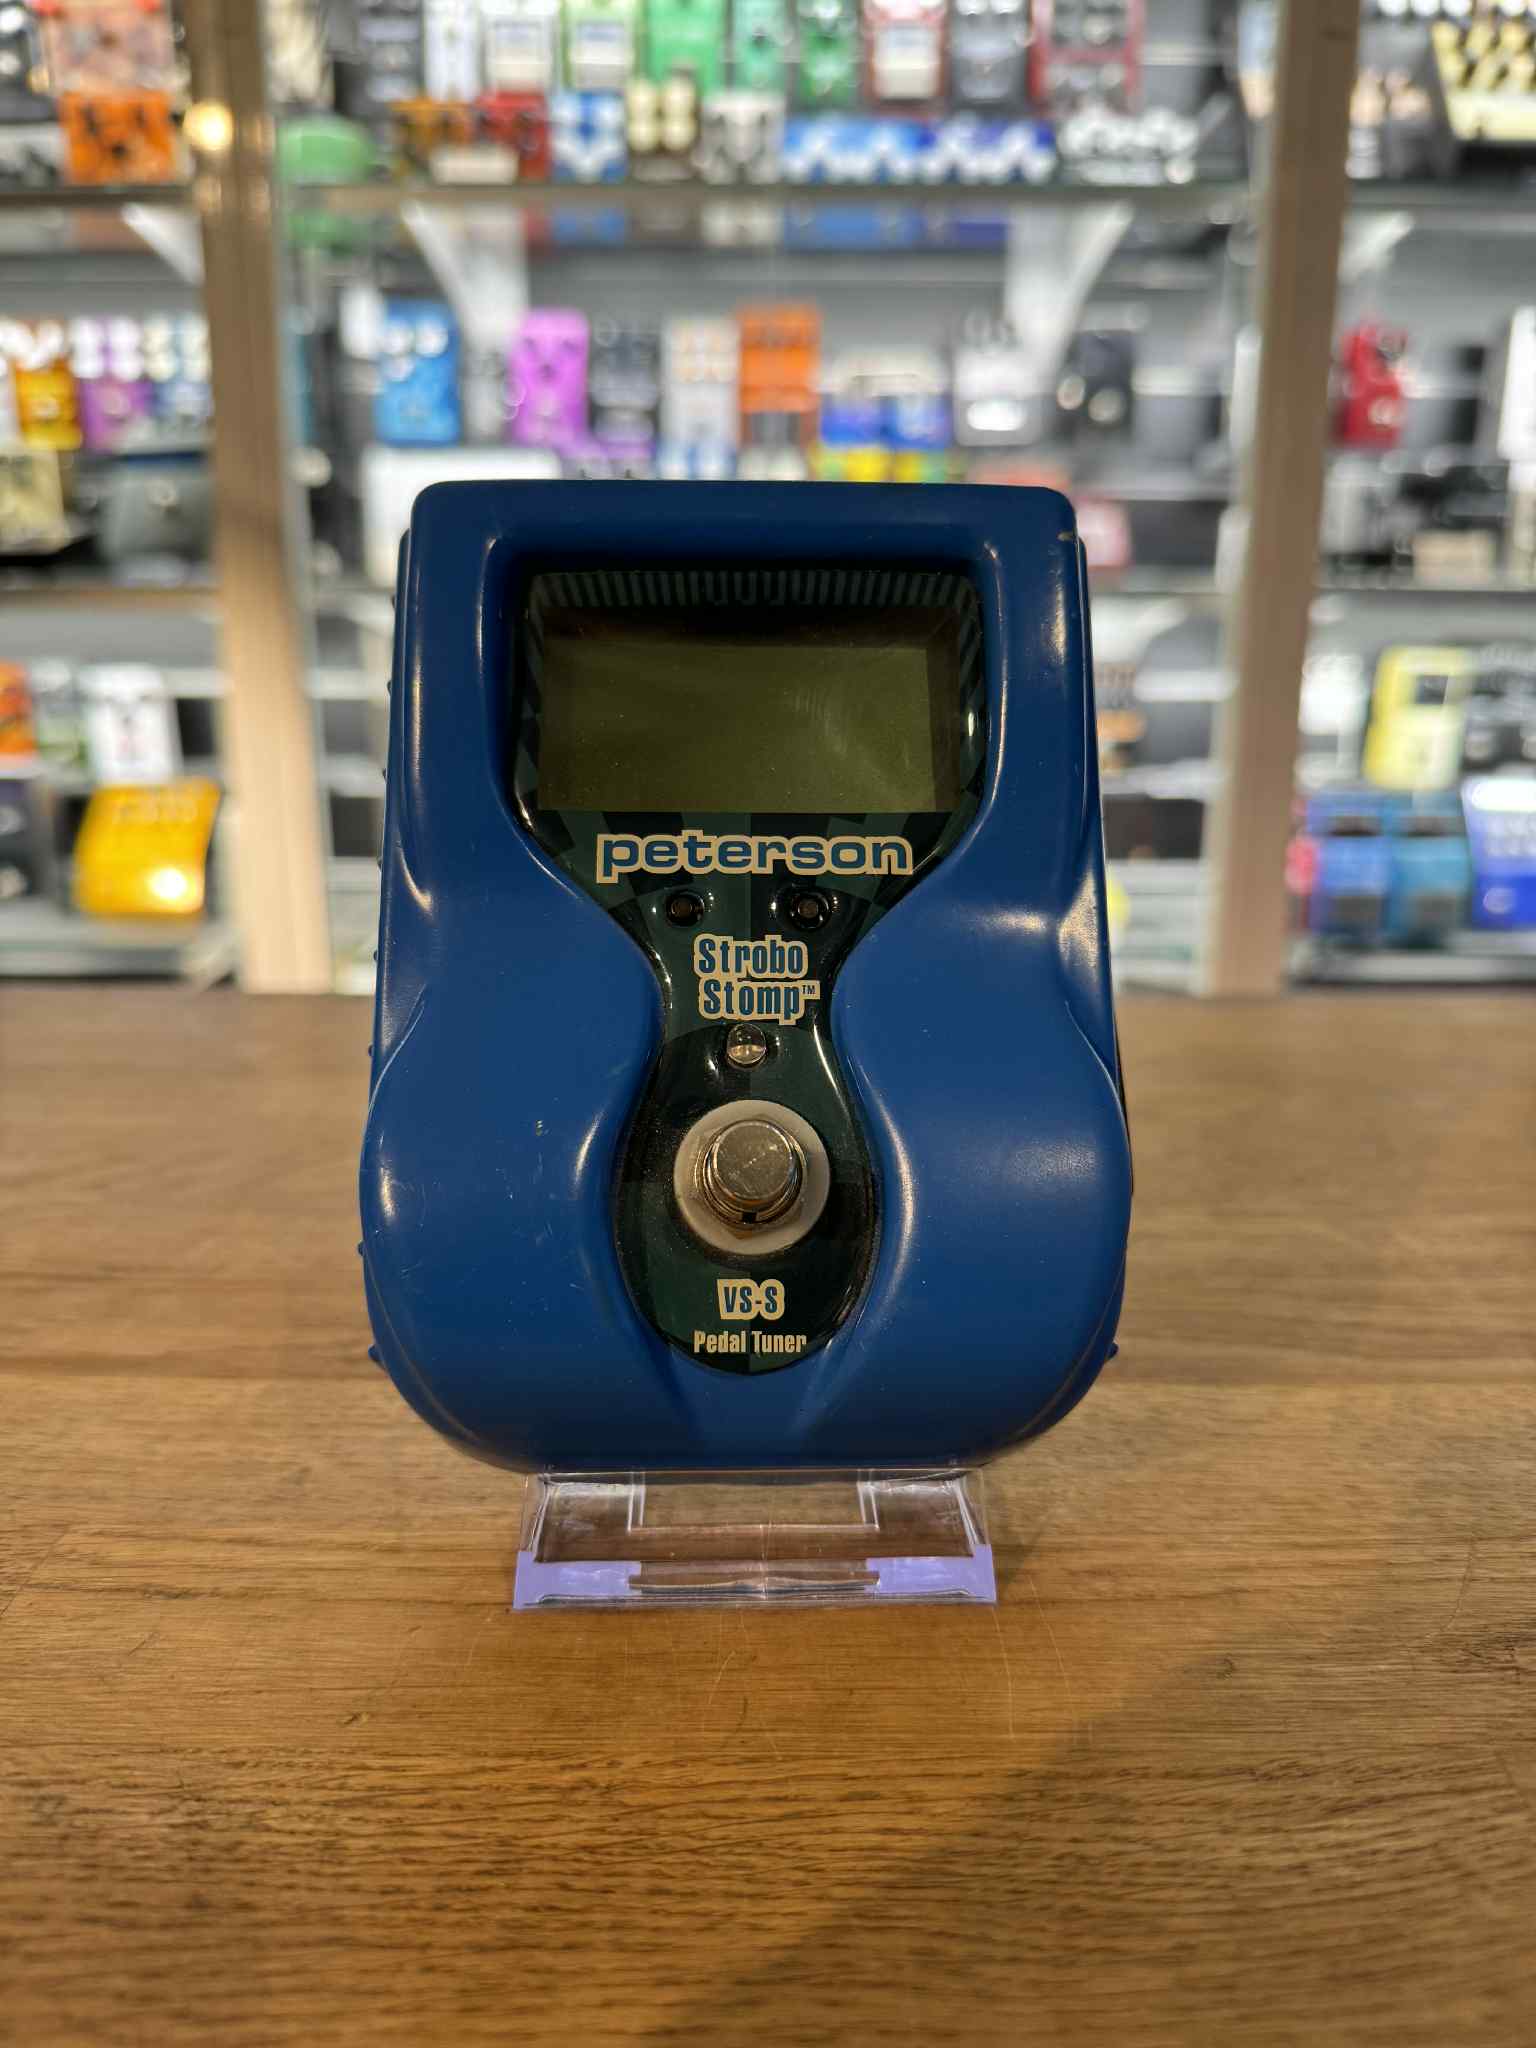 peterson
Strobo
Stomp™
VS-S
Pedal Tuner